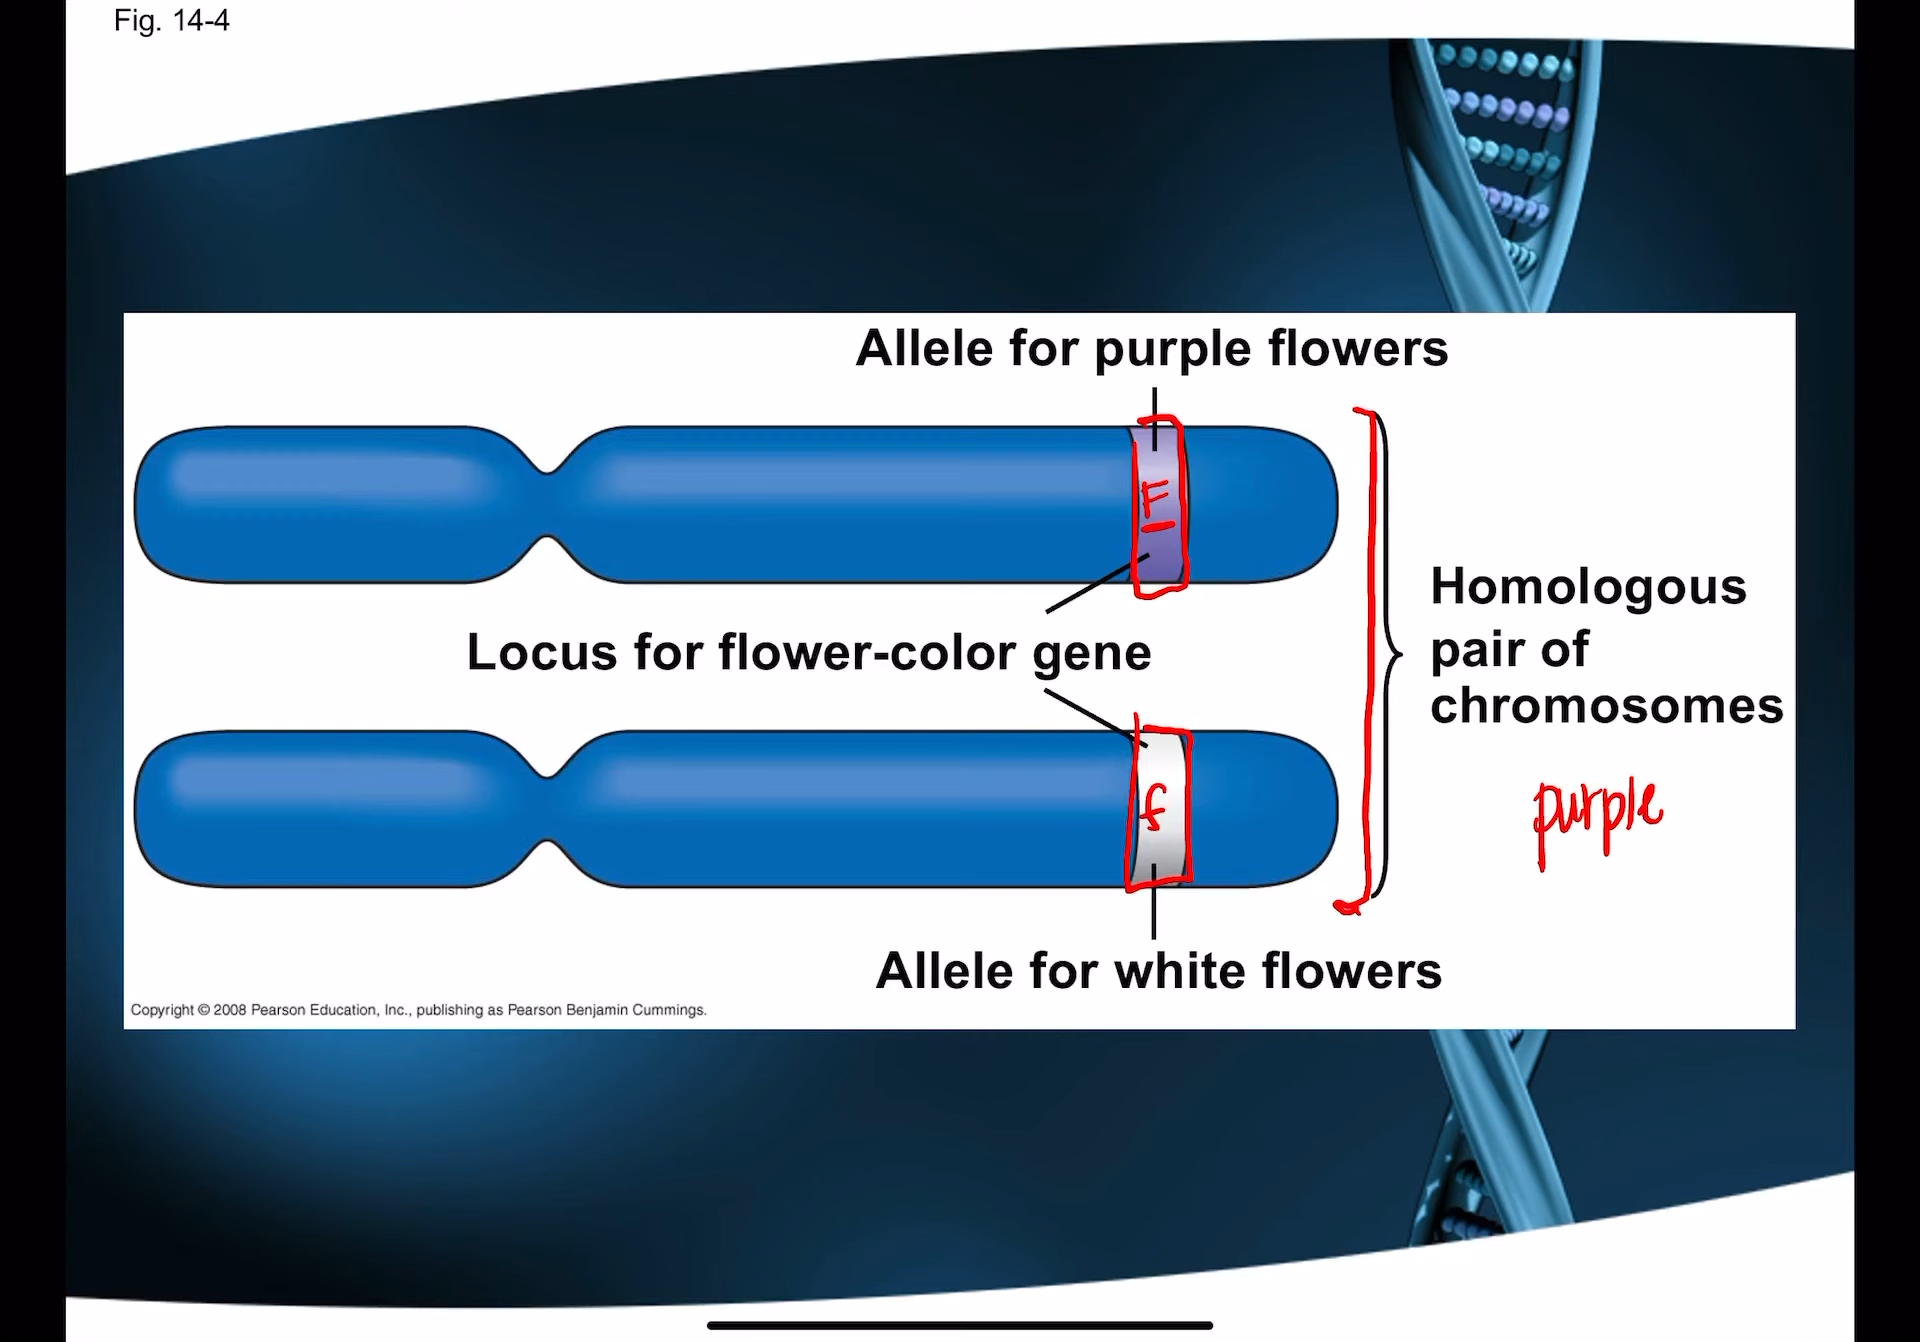 Fig. 14-4
Allele for purple flowers
F
Locus for flower-color gene
Homologous
pair of
chromosomes
f
purple
Allele for white flowers
Copyright © 2008 Pearson Education, Inc., publishing as Pearson Benjamin Cummings.